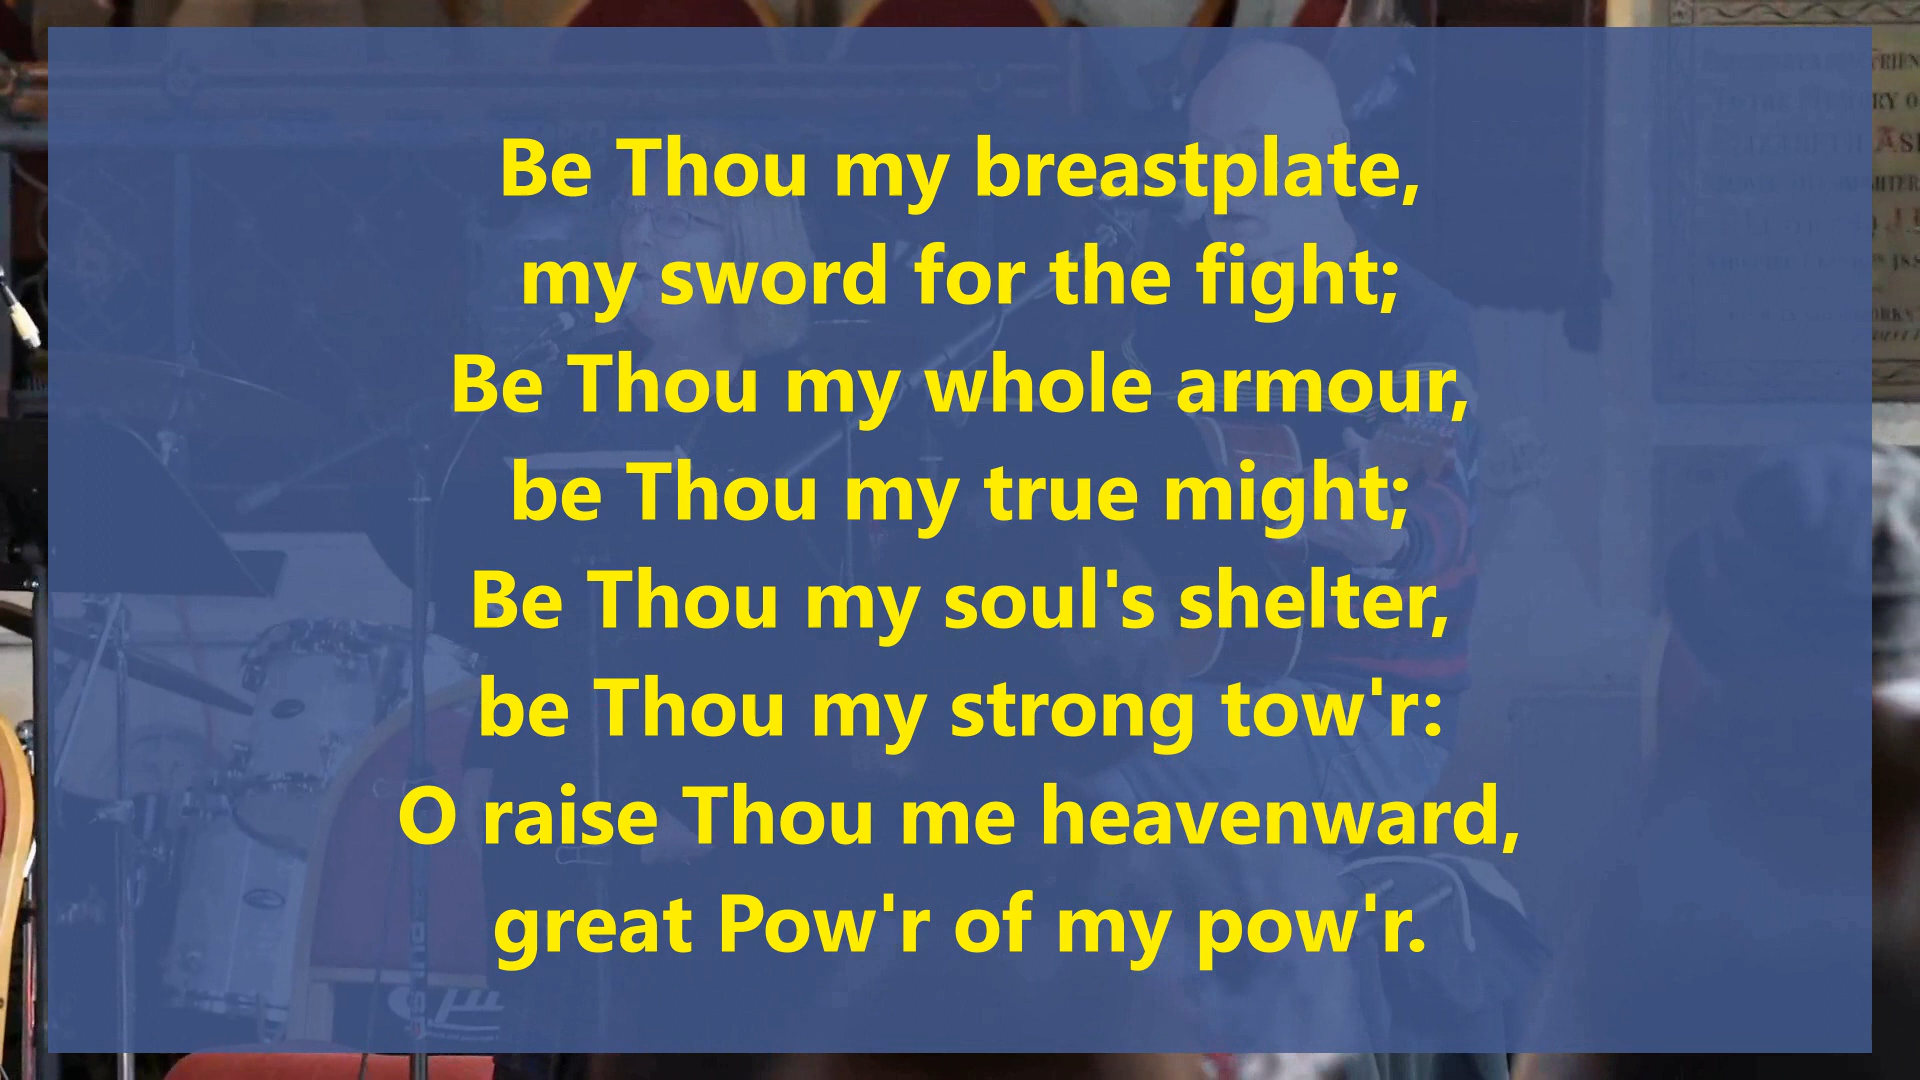 Be Thou my breastplate,
my sword for the fight;
Be Thou my whole armour,
be Thou my true might;
Be Thou my soul's shelter,
be Thou my strong tow'r:
O raise Thou me heavenward,
great Pow'r of my pow'r.